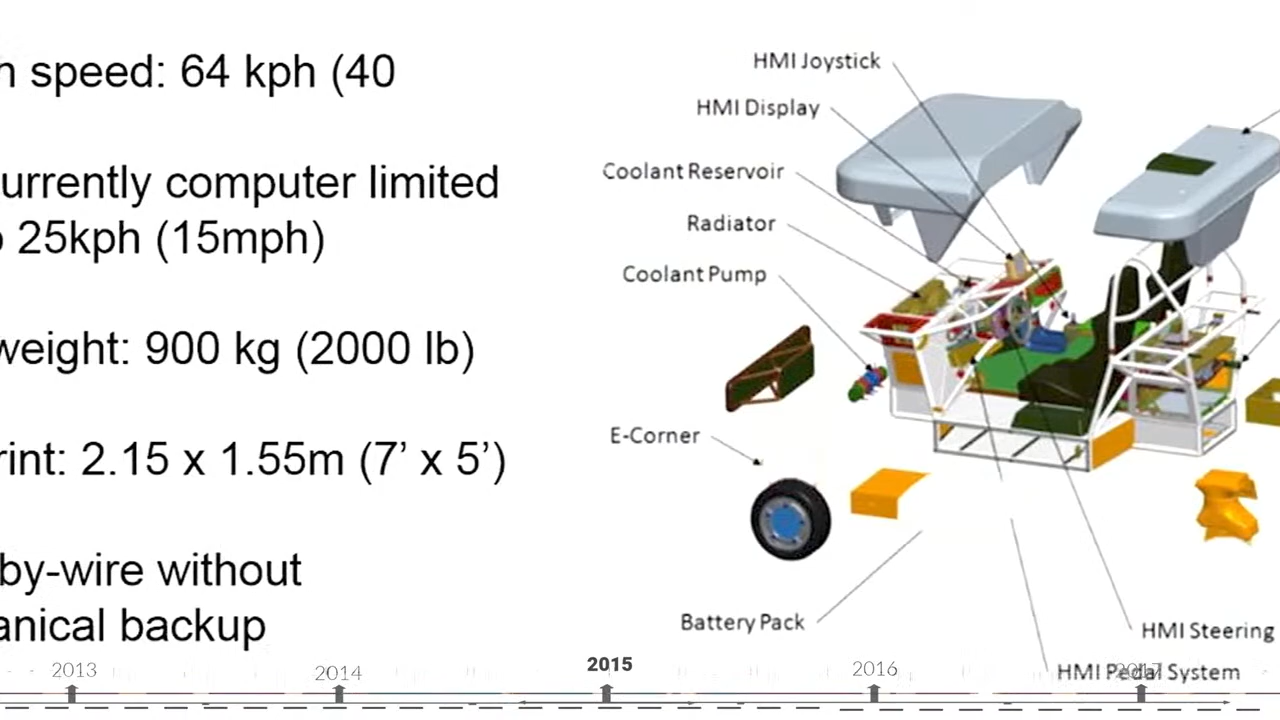 n speed: 64 kph (40
urrently computer limited
o 25kph (15mph)
weight: 900 kg (2000 lb)
rint: 2.15 x 1.55m (7’ x 5’)
by-wire without
anical backup
HMI Joystick
HMI Display
Coolant Reservoir
Radiator
Coolant Pump
E-Corner
Battery Pack
HMI Steering
HMI Pedal System
2013
2014
2015
2016
2017